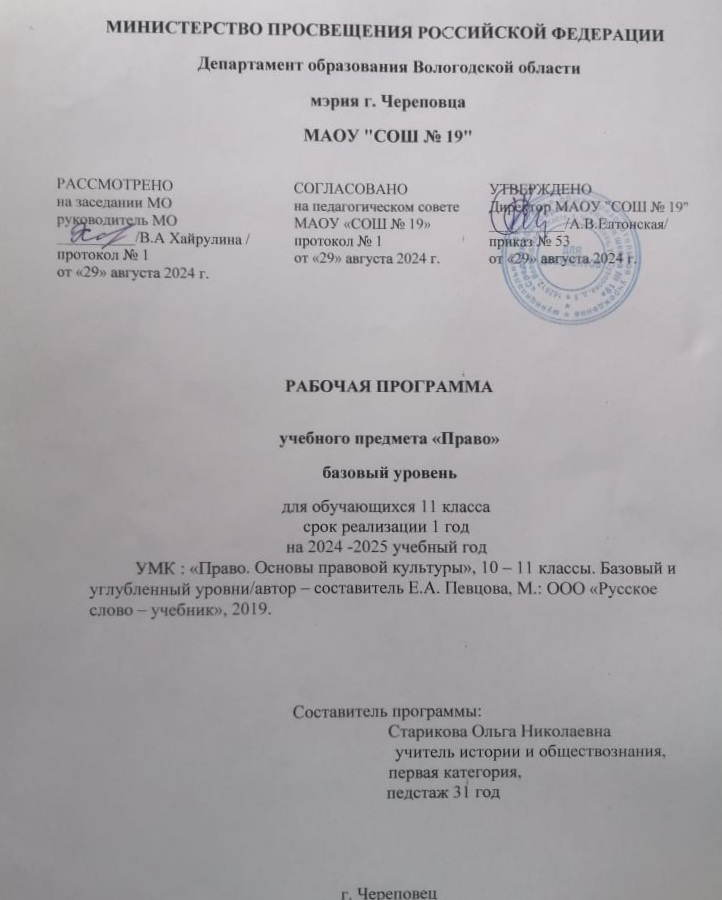 МИНИСТЕРСТВО ПРОСВЕЩЕНИЯ РОССИЙСКОЙ ФЕДЕРАЦИИ
Департамент образования Вологодской области
мэрия г. Череповца
МАОУ "СОШ № 19"
РАССМОТРЕНО
на заседании МО
руководитель МО
/В.А Хайрулина /
протокол № 1
от «29» августа 2024 г.
СОГЛАСОВАНО
на педагогическом совете
МАОУ «СОШ № 19»
протокол № 1
от «29» августа 2024 г.
УТВЕРЖДЕНО
Директор МАОУ "СОШ № 19"
/А.В.Елтонская/
приказ № 53
от «29» августа 2024 г.
ДЛЯ
РАБОЧАЯ ПРОГРАММА
учебного предмета «Право»
базовый уровень
для обучающихся 11 класса
срок реализации 1 год
на 2024 -2025 учебный год
УМК : «Право. Основы правовой культуры», 10 – 11 классы. Базовый и
углубленный уровни/автор – составитель Е.А. Певцова, М.: ООО «Русское
слово – учебник», 2019.
Составитель программы:
Старикова Ольга Николаевна
учитель истории и обществознания,
первая категория,
педстаж 31 год
г. Череповец